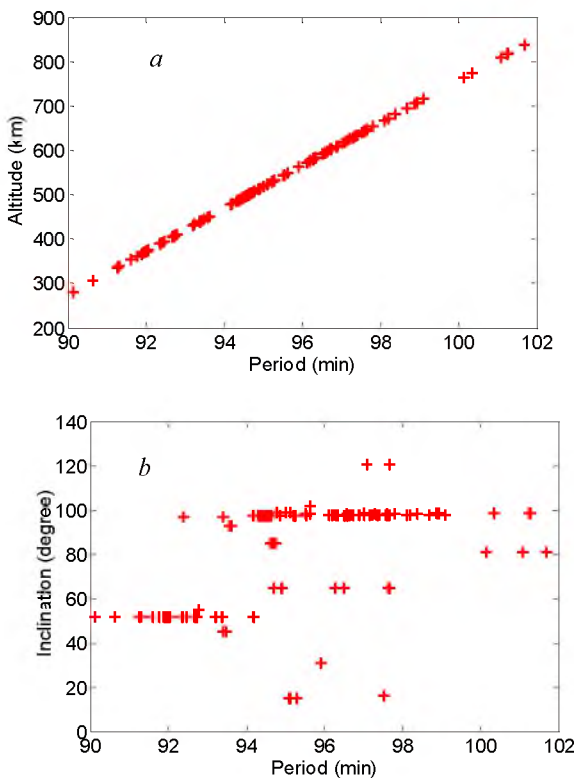 900
a
800
700
600
500
400
300
200
Altitude (km)
90 92 94 96 98 100 102
Period (min)
140
b
120
100
80
60
40
20
0
Inclination (degree)
90 92 94 96 98 100 102
Period (min)